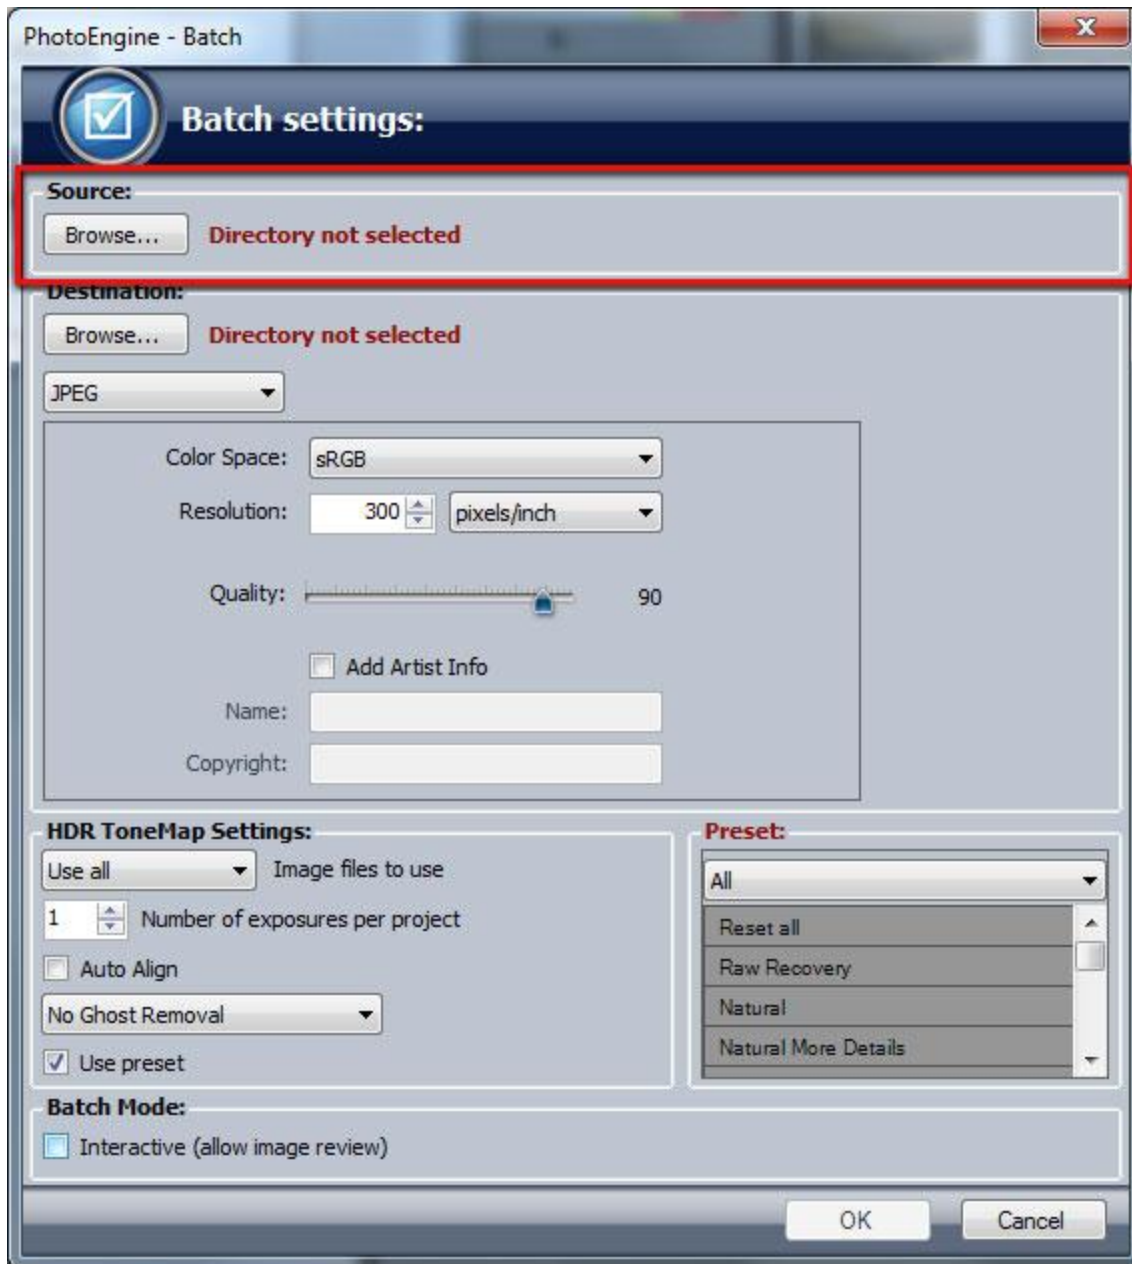 PhotoEngine - Batch
Batch settings:
Source:
Browse... Directory not selected
Destination:
Browse... Directory not selected
JPEG
Color Space: sRGB
Resolution: 300 pixels/inch
Quality: 90
Add Artist Info
Name:
Copyright:
HDR ToneMap Settings:
Use all Image files to use
1 Number of exposures per project
Auto Align
No Ghost Removal
Use preset
Preset:
All
Reset all
Raw Recovery
Natural
Natural More Details
Batch Mode:
Interactive (allow image review)
OK Cancel